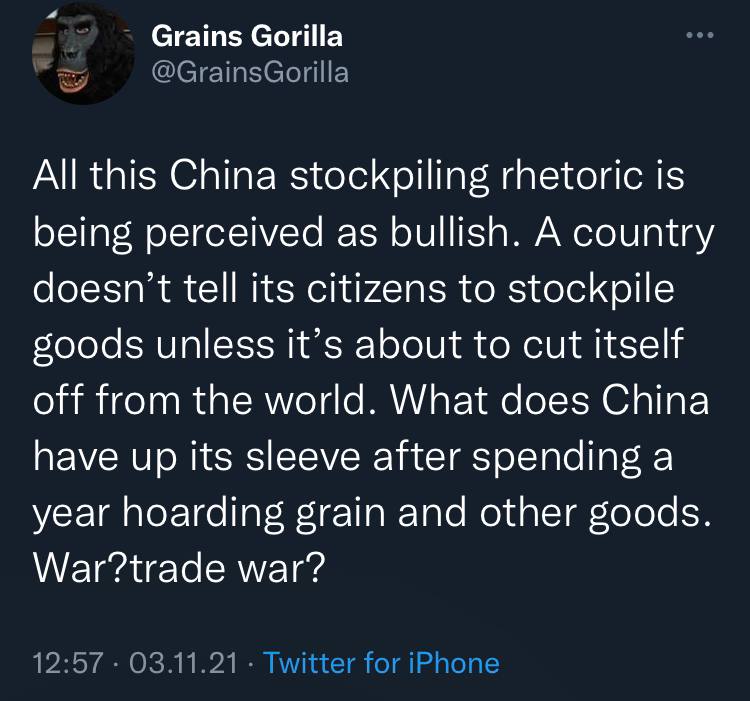 Grains Gorilla
@GrainsGorilla
All this China stockpiling rhetoric is
being perceived as bullish. A country
doesn’t tell its citizens to stockpile
goods unless it’s about to cut itself
off from the world. What does China
have up its sleeve after spending a
year hoarding grain and other goods.
War?trade war?
12:57 · 03.11.21 · Twitter for iPhone